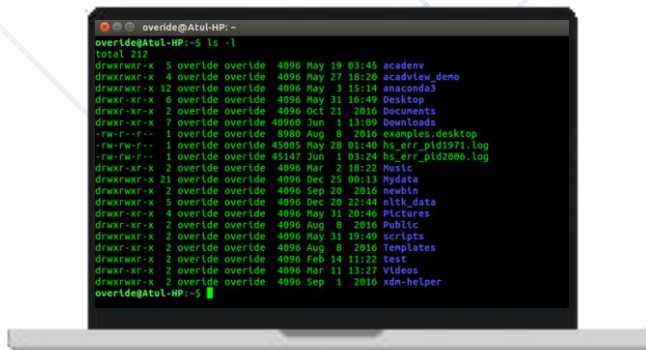 overide@Atul-HP: ~
overide@Atul-HP:~$ ls -l
total 212
drwxrwxr-x  5 overide overide  4096 May 19 03:45 acadenv
drwxrwxr-x  4 overide overide  4096 May 27 18:20 acadview_demo
drwxrwxr-x 12 overide overide  4096 May  3 15:14 anaconda3
drwxr-xr-x  6 overide overide  4096 May 31 16:49 Desktop
drwxr-xr-x  2 overide overide  4096 Oct 21  2016 Documents
drwxr-xr-x  7 overide overide 40960 Jun  1 13:09 Downloads
-rw-r--r--  1 overide overide  8980 Aug  8  2016 examples.desktop
-rw-rw-r--  1 overide overide 45005 May 28 01:40 hs_err_pid1971.log
-rw-rw-r--  1 overide overide 45147 Jun  1 03:24 hs_err_pid2006.log
drwxr-xr-x  2 overide overide  4096 Mar  2 18:22 Music
drwxrwxr-x 21 overide overide  4096 Dec 25 00:13 Mydata
drwxrwxr-x  2 overide overide  4096 Sep 20  2016 newbin
drwxrwxr-x  5 overide overide  4096 Dec 20 22:44 nltk_data
drwxr-xr-x  4 overide overide  4096 May 31 20:46 Pictures
drwxr-xr-x  2 overide overide  4096 Aug  8  2016 Public
drwxrwxr-x  2 overide overide  4096 May 31 19:49 scripts
drwxr-xr-x  2 overide overide  4096 Aug  8  2016 Templates
drwxrwxr-x  2 overide overide  4096 Feb 14 11:22 test
drwxr-xr-x  2 overide overide  4096 Mar 11 13:27 Videos
drwxrwxr-x  2 overide overide  4096 Sep  1  2016 xdm-helper
overide@Atul-HP:~$